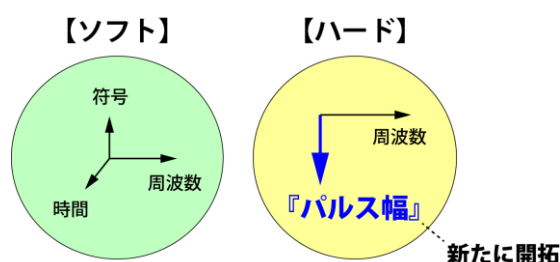 【ソフト】
符号
周波数
時間
【ハード】
周波数
『パルス幅』
新たに開拓